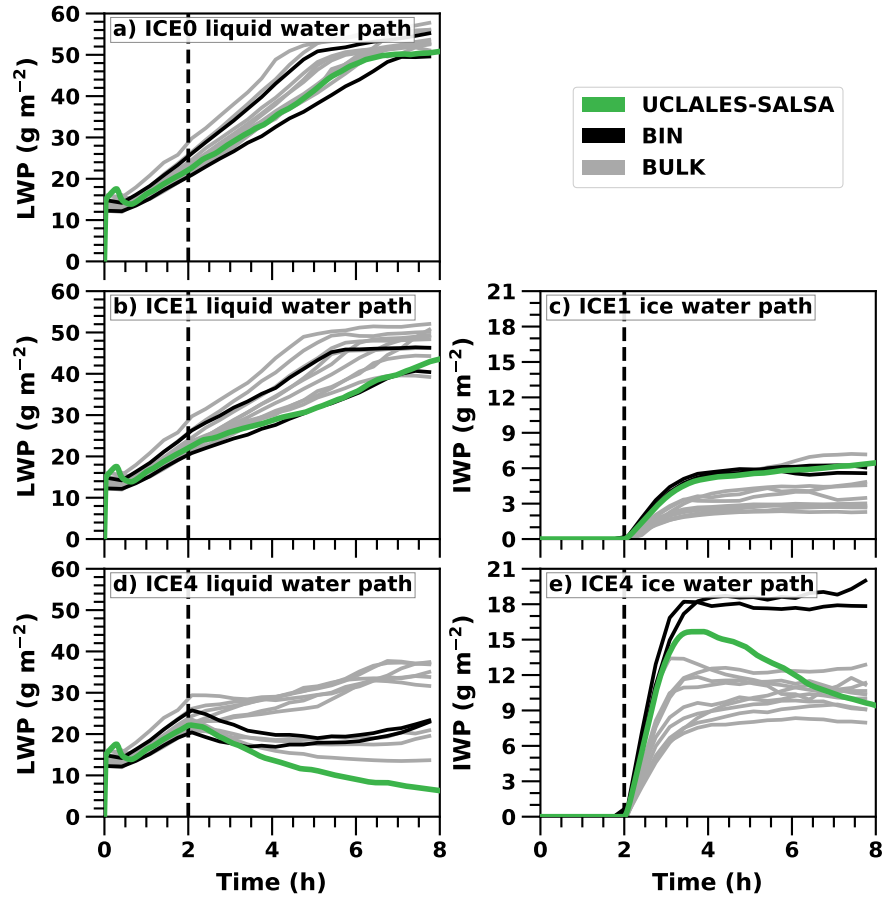 a) ICE0 liquid water path
LWP (g m⁻²)
60
50
40
30
20
10
0
UCLALES-SALSA
BIN
BULK
b) ICE1 liquid water path
LWP (g m⁻²)
60
50
40
30
20
10
0
c) ICE1 ice water path
IWP (g m⁻²)
21
18
15
12
9
6
3
0
d) ICE4 liquid water path
LWP (g m⁻²)
60
50
40
30
20
10
0
0 2 4 6 8
Time (h)
e) ICE4 ice water path
IWP (g m⁻²)
21
18
15
12
9
6
3
0
0 2 4 6 8
Time (h)